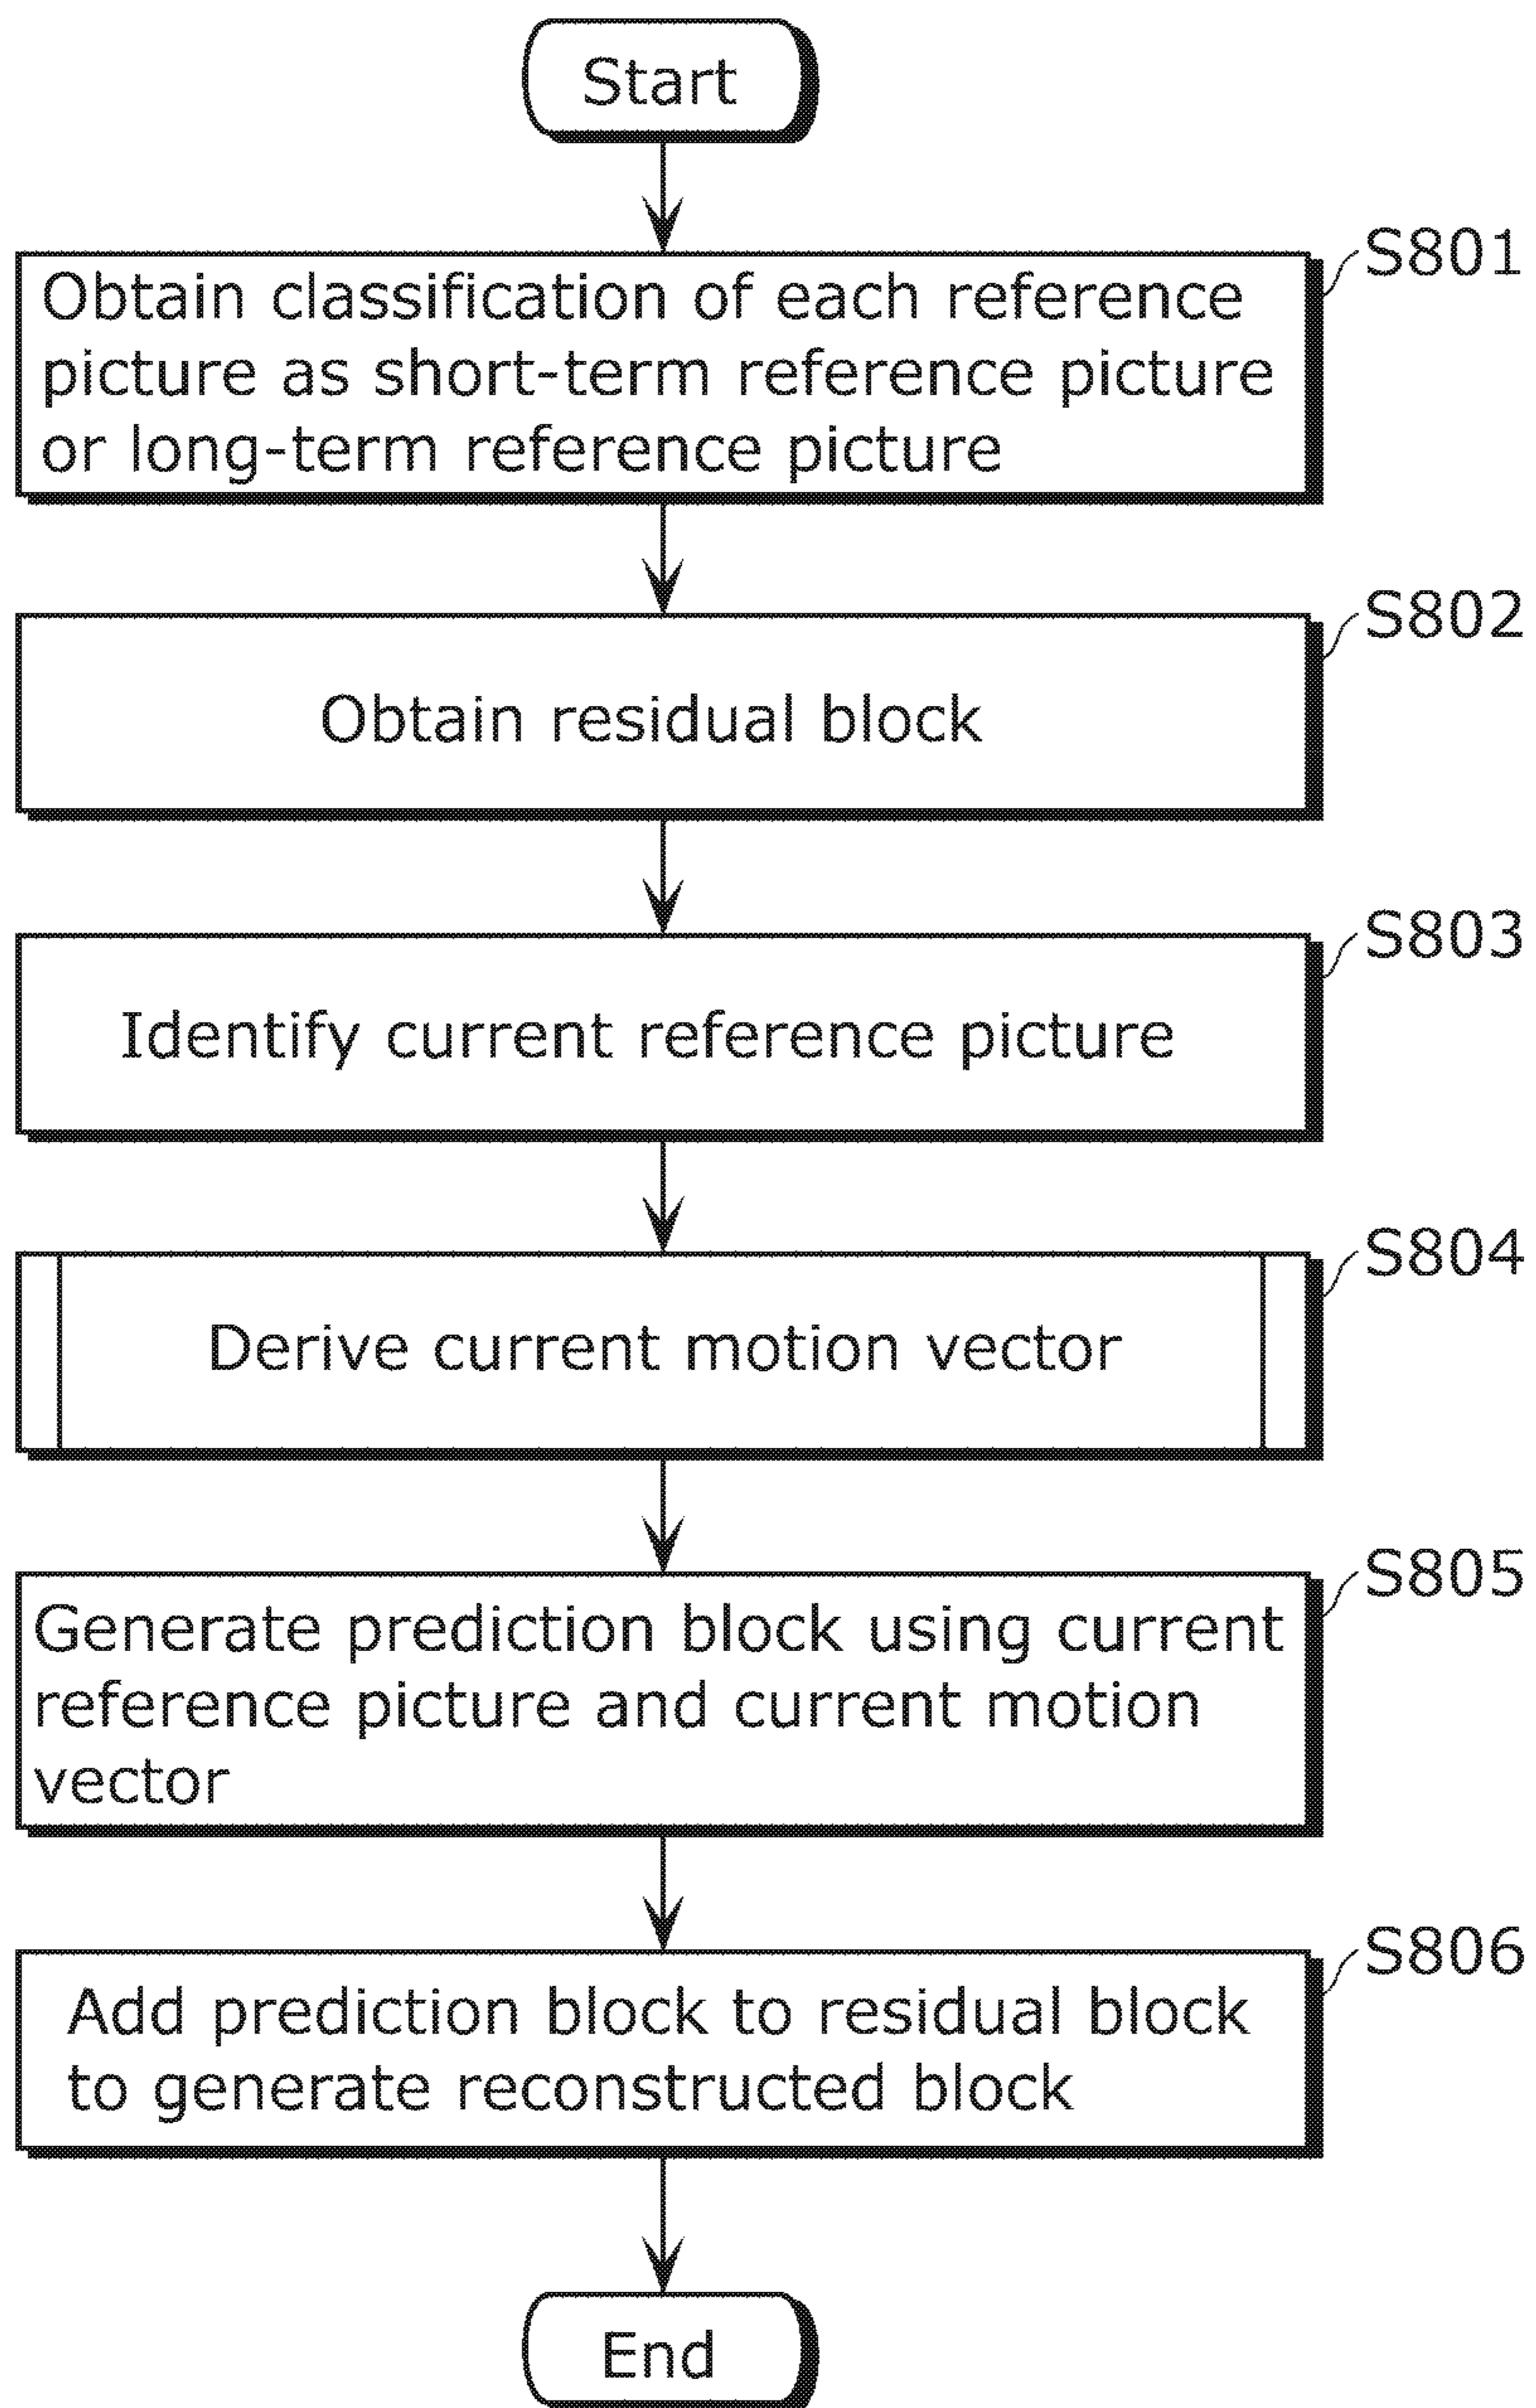 Start
S801
Obtain classification of each reference
picture as short-term reference picture
or long-term reference picture
S802
Obtain residual block
S803
Identify current reference picture
S804
Derive current motion vector
S805
Generate prediction block using current
reference picture and current motion
vector
S806
Add prediction block to residual block
to generate reconstructed block
End